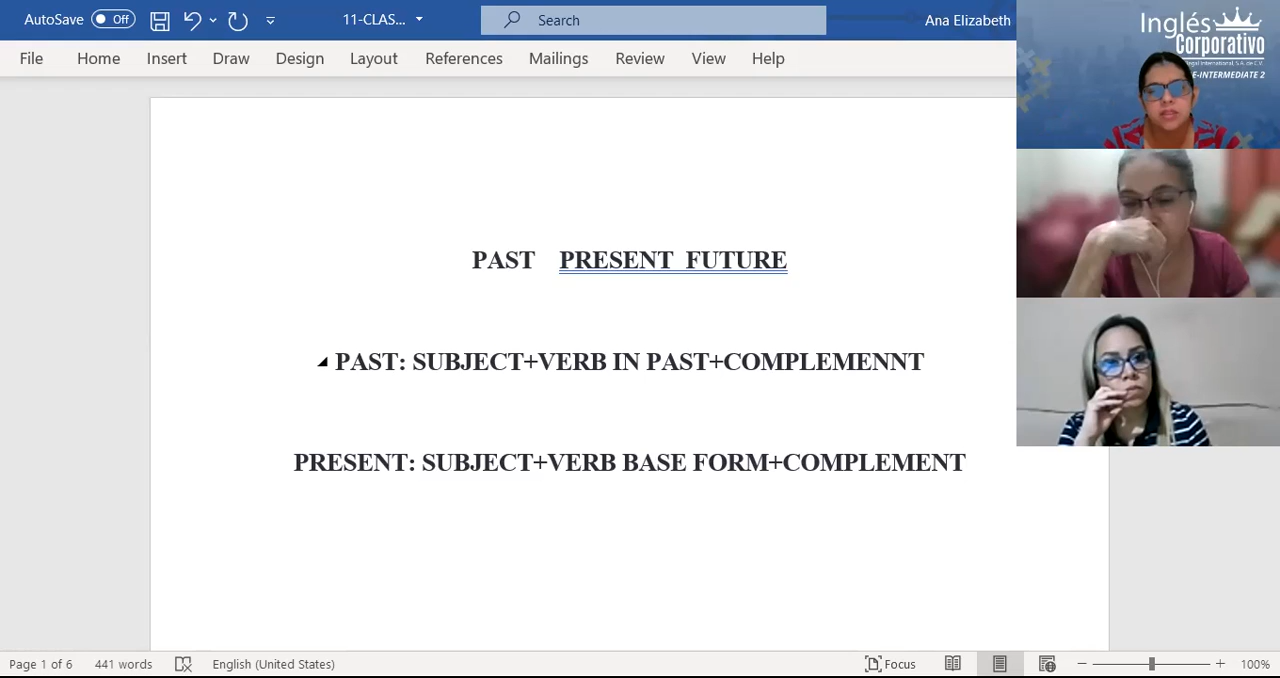 AutoSave Off 11-CLAS... Search Ana Elizabeth
File Home Insert Draw Design Layout References Mailings Review View Help
Inglés
Corporativo
E-INTERMEDIATE 2
PAST PRESENT FUTURE
PAST: SUBJECT+VERB IN PAST+COMPLEMENNT
PRESENT: SUBJECT+VERB BASE FORM+COMPLEMENT
Page 1 of 6 441 words English (United States) Focus 100%